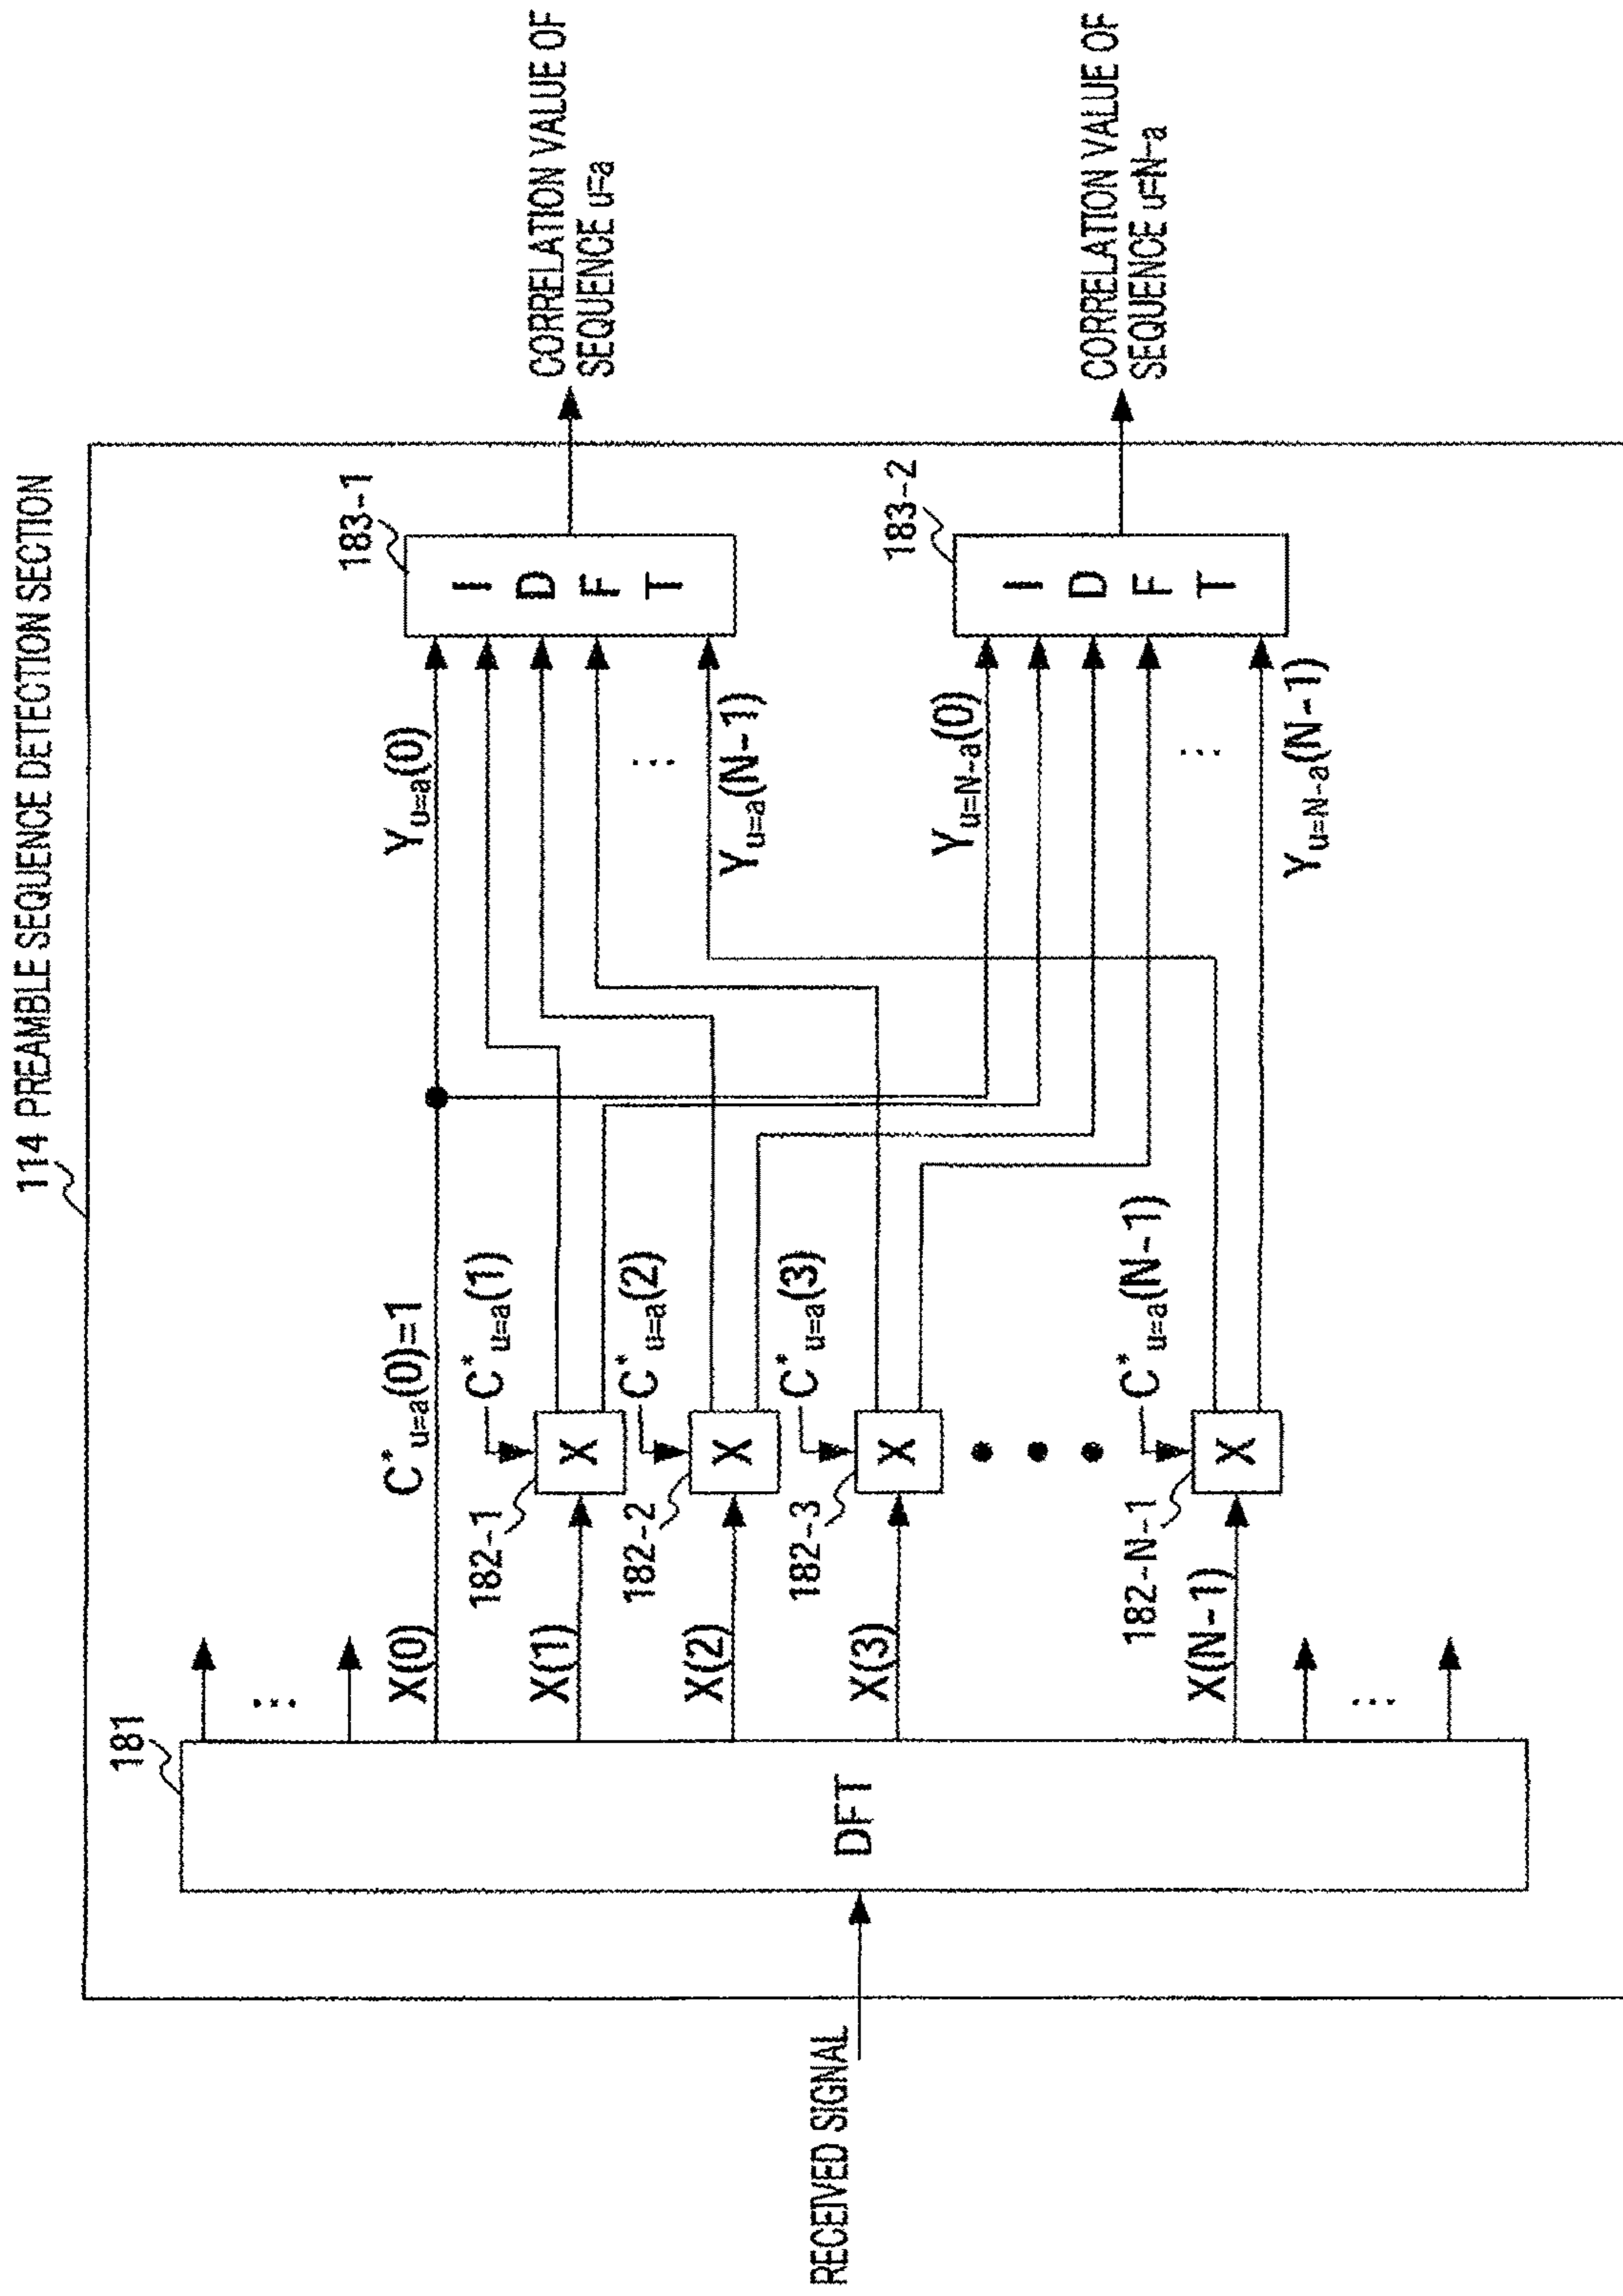 114 PREAMBLE SEQUENCE DETECTION SECTION
RECEIVED SIGNAL
181
DFT
...
X(0)
X(1)
X(2)
X(3)
X(N-1)
...
C*u=a(0)=1
182-1
C*u=a(1)
X
182-2
C*u=a(2)
X
182-3
C*u=a(3)
X
182-N-1
C*u=a(N-1)
X
Yu=a(0)
...
Yu=a(N-1)
Yu=N-a(0)
...
Yu=N-a(N-1)
183-1
I
D
F
T
183-2
I
D
F
T
CORRELATION VALUE OF
SEQUENCE u=a
CORRELATION VALUE OF
SEQUENCE u=N-a